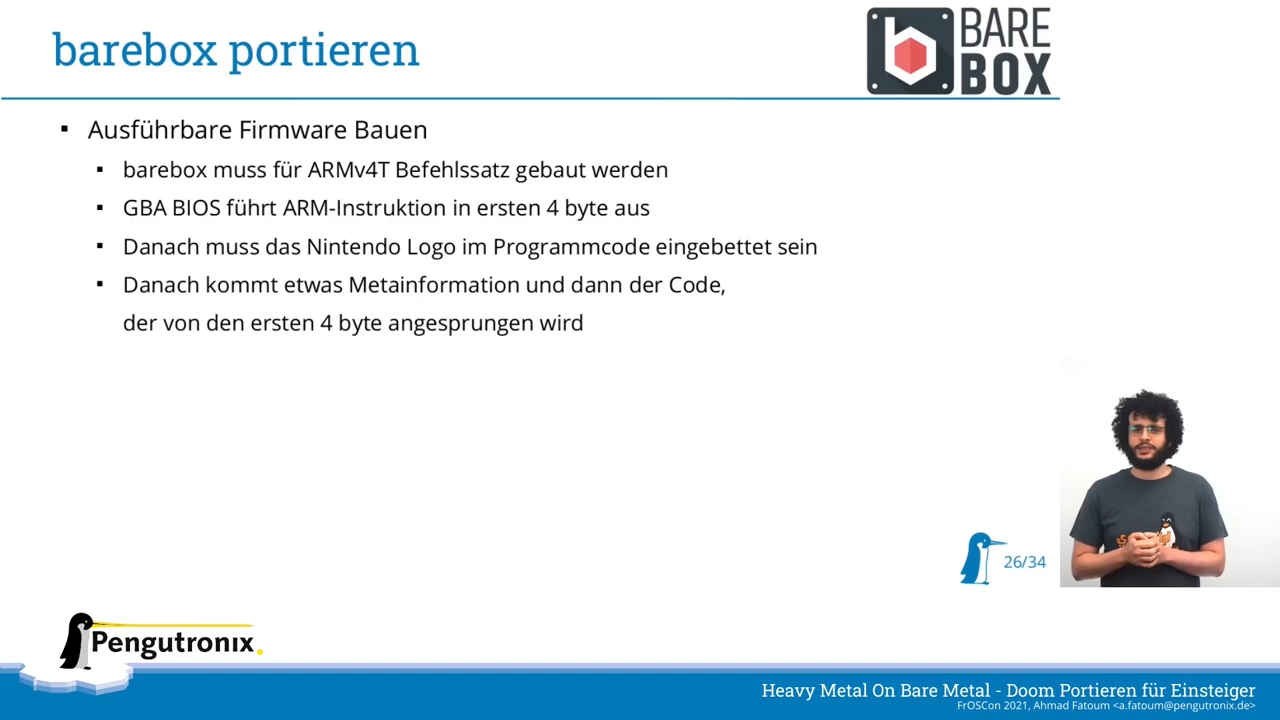 barebox portieren
BARE
BOX
Ausführbare Firmware Bauen
barebox muss für ARMv4T Befehlssatz gebaut werden
GBA BIOS führt ARM-Instruktion in ersten 4 byte aus
Danach muss das Nintendo Logo im Programmcode eingebettet sein
Danach kommt etwas Metainformation und dann der Code,
der von den ersten 4 byte angesprungen wird
26/34
Pengutronix.
Heavy Metal On Bare Metal - Doom Portieren für Einsteiger
FrOSCon 2021, Ahmad Fatoum <a.fatoum@pengutronix.de>